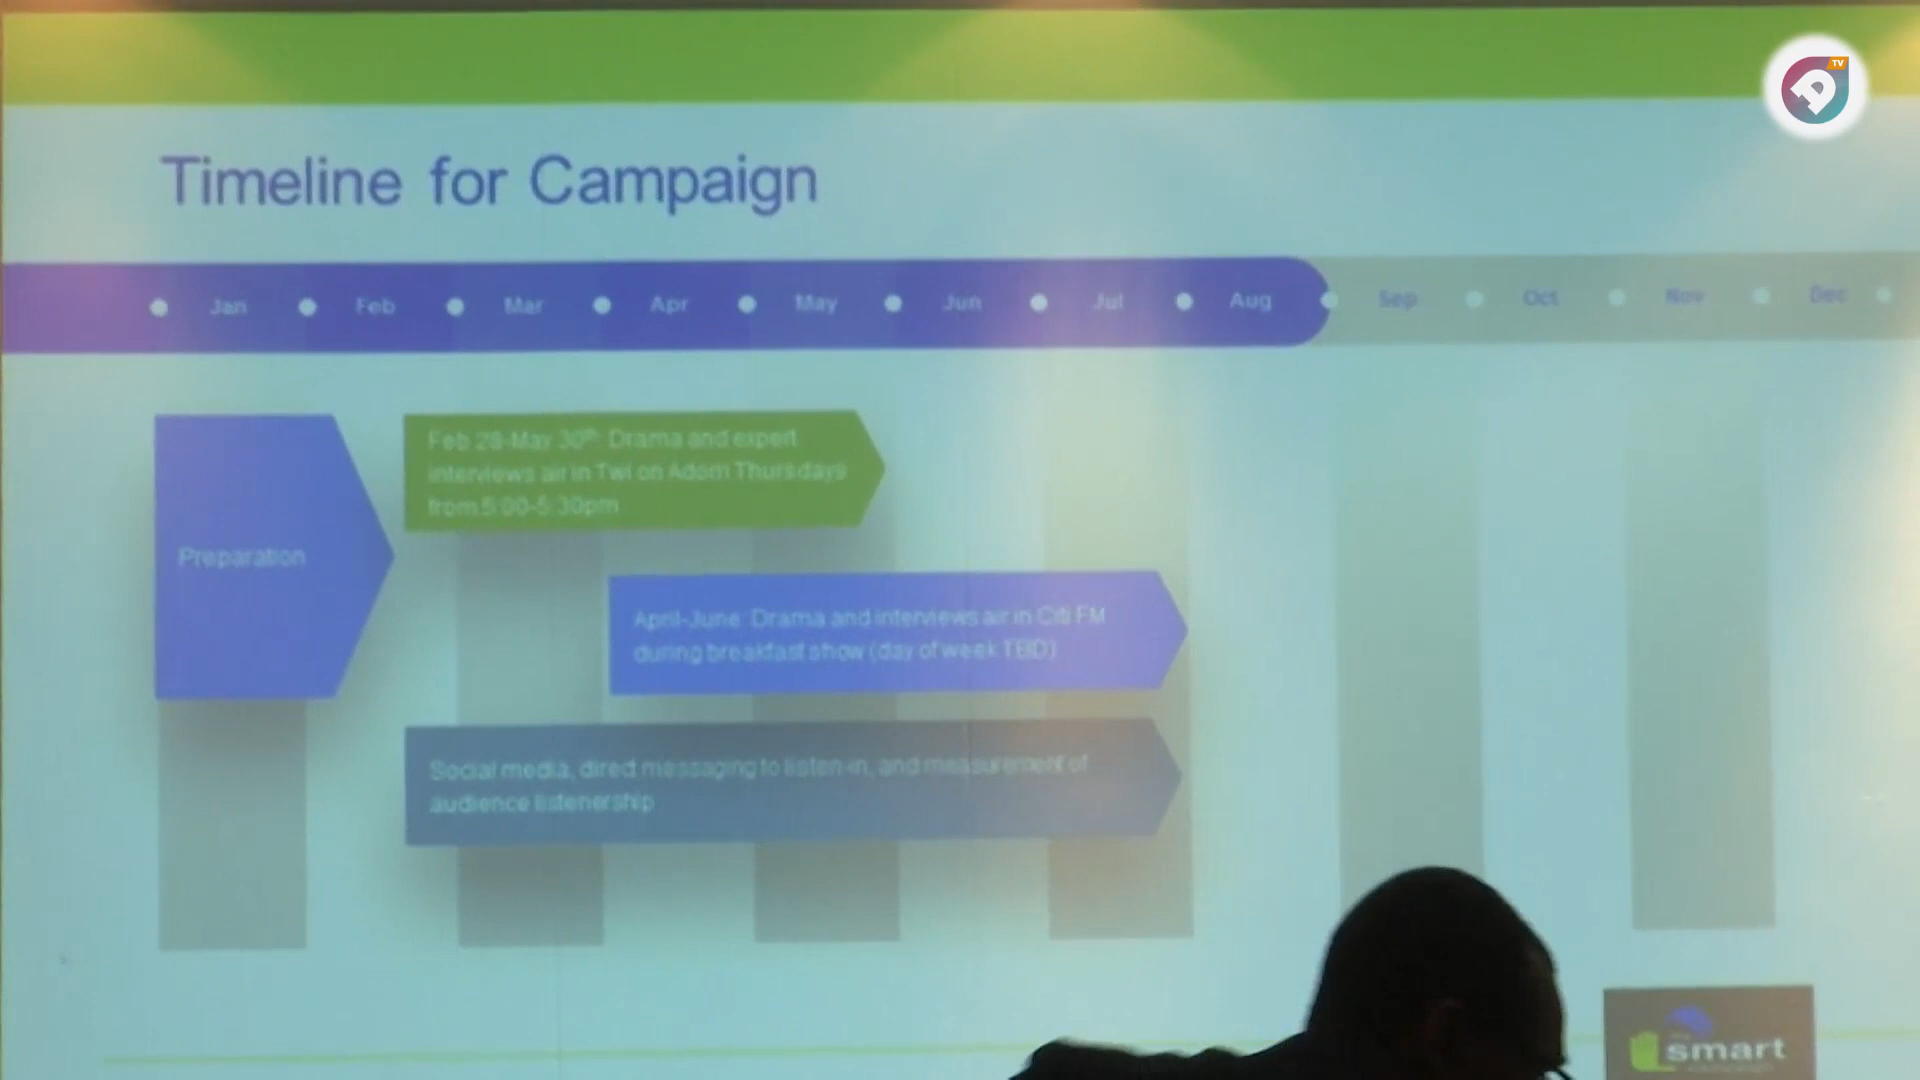 TV
Timeline for Campaign
Jan Feb Mar Apr May Jun Jul Aug Sep Oct Nov Dec
Feb 28-May 30th: Drama and expert
interviews air in Twi on Adom Thursdays
from 5:00-5:30pm
Preparation
April-June: Drama and interviews air in Citi FM
during breakfast show (day of week TBD)
Social media, direct messaging to listen-in, and measurement of
audience listenership
smart